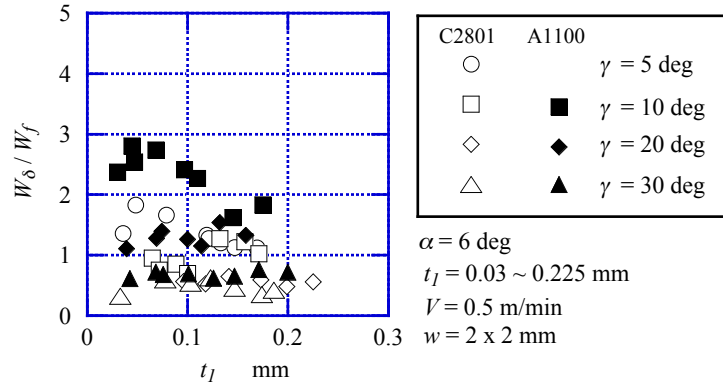 5
4
3
2
1
0
Wδ / Wf
0 0.1 0.2 0.3
t1 mm
C2801 A1100
γ = 5 deg
γ = 10 deg
γ = 20 deg
γ = 30 deg
α = 6 deg
t1 = 0.03 ~ 0.225 mm
V = 0.5 m/min
w = 2 x 2 mm